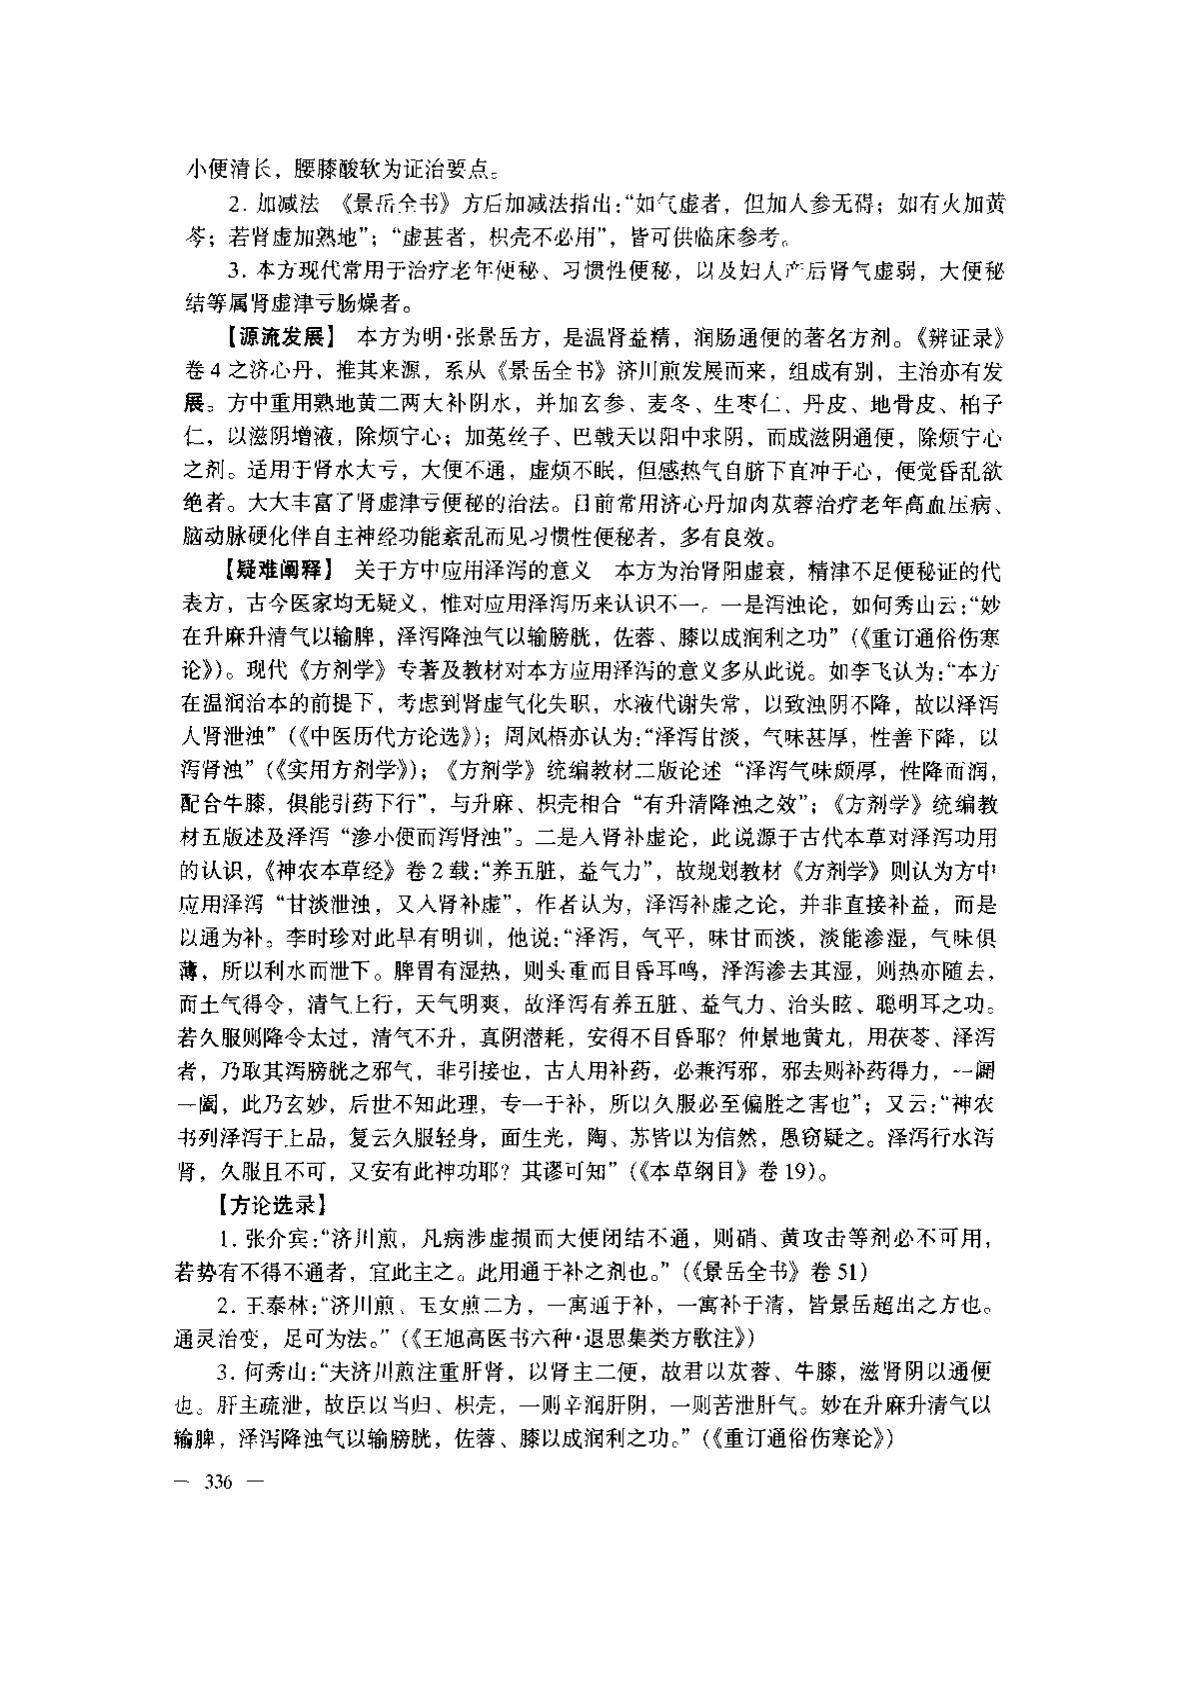 小便清长，腰膝酸软为证治要点。
2. 加减法 《景岳全书》方后加减法指出：“如气虚者，但加人参无碍；如有火加黄
芩；若肾虚加熟地”；“虚甚者，枳壳不必用”，皆可供临床参考。
3. 本方现代常用于治疗老年便秘、习惯性便秘，以及妇人产后肾气虚弱，大便秘
结等属肾虚津亏肠燥者。
【源流发展】 本方为明·张景岳方，是温肾益精，润肠通便的著名方剂。《辨证录》
卷 4 之济心丹，推其来源，系从《景岳全书》济川煎发展而来，组成有别，主治亦有发
展。方中重用熟地黄二两大补阴水，并加玄参、麦冬、生枣仁、丹皮、地骨皮、柏子
仁，以滋阴增液，除烦宁心；加菟丝子、巴戟天以阳中求阴，而成滋阴通便，除烦宁心
之剂。适用于肾水大亏，大便不通，虚烦不眠，但感热气自脐下直冲于心，便觉昏乱欲
绝者。大大丰富了肾虚津亏便秘的治法。目前常用济心丹加肉苁蓉治疗老年高血压病、
脑动脉硬化伴自主神经功能紊乱而见习惯性便秘者，多有良效。
【疑难阐释】 关于方中应用泽泻的意义 本方为治肾阳虚衰，精津不足便秘证的代
表方，古今医家均无疑义，惟对应用泽泻历来认识不一。一是泻浊论，如何秀山云：“妙
在升麻升清气以输脾，泽泻降浊气以输膀胱，佐蓉、膝以成润利之功”（《重订通俗伤寒
论》）。现代《方剂学》专著及教材对本方应用泽泻的意义多从此说。如李飞认为：“本方
在温润治本的前提下，考虑到肾虚气化失职，水液代谢失常，以致浊阴不降，故以泽泻
入肾泄浊”（《中医历代方论选》）；周凤梧亦认为：“泽泻甘淡，气味甚厚，性善下降，以
泻肾浊”（《实用方剂学》）；《方剂学》统编教材二版论述“泽泻气味颇厚，性降而润，
配合牛膝，俱能引药下行”，与升麻、枳壳相合“有升清降浊之效”；《方剂学》统编教
材五版述及泽泻“渗小便而泻肾浊”。二是入肾补虚论，此说源于古代本草对泽泻功用
的认识，《神农本草经》卷 2 载：“养五脏，益气力”，故规划教材《方剂学》则认为方中
应用泽泻“甘淡泄浊，又入肾补虚”，作者认为，泽泻补虚之论，并非直接补益，而是
以通为补。李时珍对此早有明训，他说：“泽泻，气平，味甘而淡，淡能渗湿，气味俱
薄，所以利水而泄下。脾胃有湿热，则头重而目昏耳鸣，泽泻渗去其湿，则热亦随去，
而土气得令，清气上行，天气明爽，故泽泻有养五脏、益气力、治头眩、聪明耳之功。
若久服则降令太过，清气不升，真阴潜耗，安得不目昏耶？仲景地黄丸，用茯苓、泽泻
者，乃取其泻膀胱之邪气，非引接也，古人用补药，必兼泻邪，邪去则补药得力，一阖
一阖，此乃玄妙，后世不知此理，专一于补，所以久服必至偏胜之害也”；又云：“神农
书列泽泻于上品，复云久服轻身，面生光，陶、苏皆以为信然，愚窃疑之。泽泻行水泻
肾，久服且不可，又安有此神功耶？其谬可知”（《本草纲目》卷 19）。
【方论选录】
1. 张介宾：“济川煎，凡病涉虚损而大便闭结不通，则硝、黄攻击等剂必不可用，
若势有不得不通者，宜此主之。此用通于补之剂也。”（《景岳全书》卷 51）
2. 王泰林：“济川煎、玉女煎二方，一寓通于补，一寓补于清，皆景岳超出之方也。
通灵治变，足可为法。”（《王旭高医书六种·退思集类方歌注》）
3. 何秀山：“夫济川煎注重肝肾，以肾主二便，故君以苁蓉、牛膝，滋肾阴以通便
也。肝主疏泄，故臣以当归、枳壳，一则辛润肝阴，一则苦泄肝气。妙在升麻升清气以
输脾，泽泻降浊气以输膀胱，佐蓉、膝以成润利之功。”（《重订通俗伤寒论》）
— 336 —